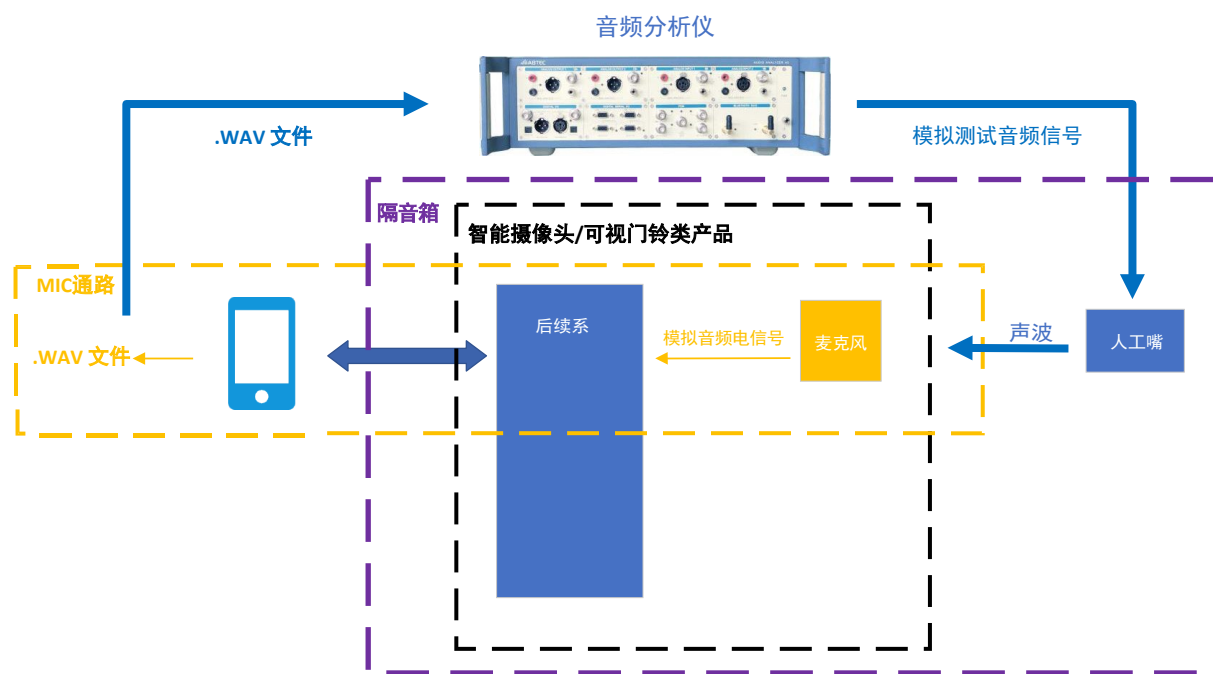 音频分析仪
.WAV 文件
模拟测试音频信号
隔音箱
智能摄像头/可视门铃类产品
MIC通路
后续系
模拟音频电信号
麦克风
声波
人工嘴
.WAV 文件